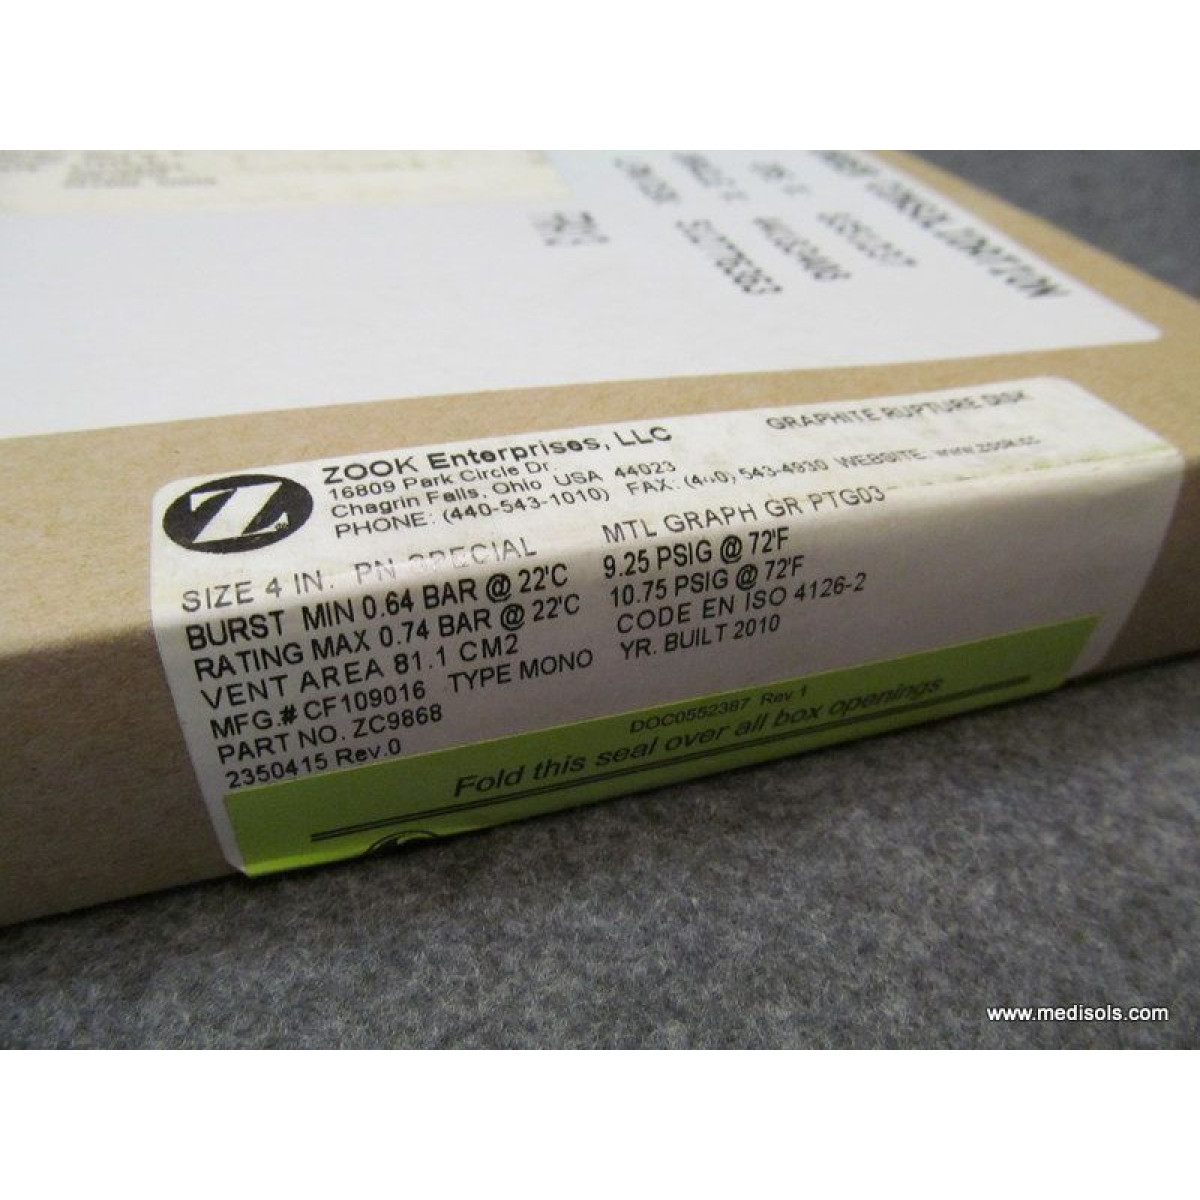 ZOOK Enterprises, LLC
GRAPHITE RUPTURE DISK
16809 Park Circle Dr.
Chagrin Falls, Ohio USA 44023
PHONE: (440-543-1010) FAX: (440) 543-4930 WEBSITE: www.zook.cc
Z
SIZE 4 IN. PN SPECIAL MTL GRAPH GR PTG03
BURST MIN 0.64 BAR @ 22'C 9.25 PSIG @ 72'F
RATING MAX 0.74 BAR @ 22'C 10.75 PSIG @ 72'F
VENT AREA 81.1 CM2 CODE EN ISO 4126-2
MFG.# CF109016 TYPE MONO YR. BUILT 2010
PART NO. ZC9868
2350415 Rev.0
DOC0552387 Rev 1
Fold this seal over all box openings
www.medisols.com